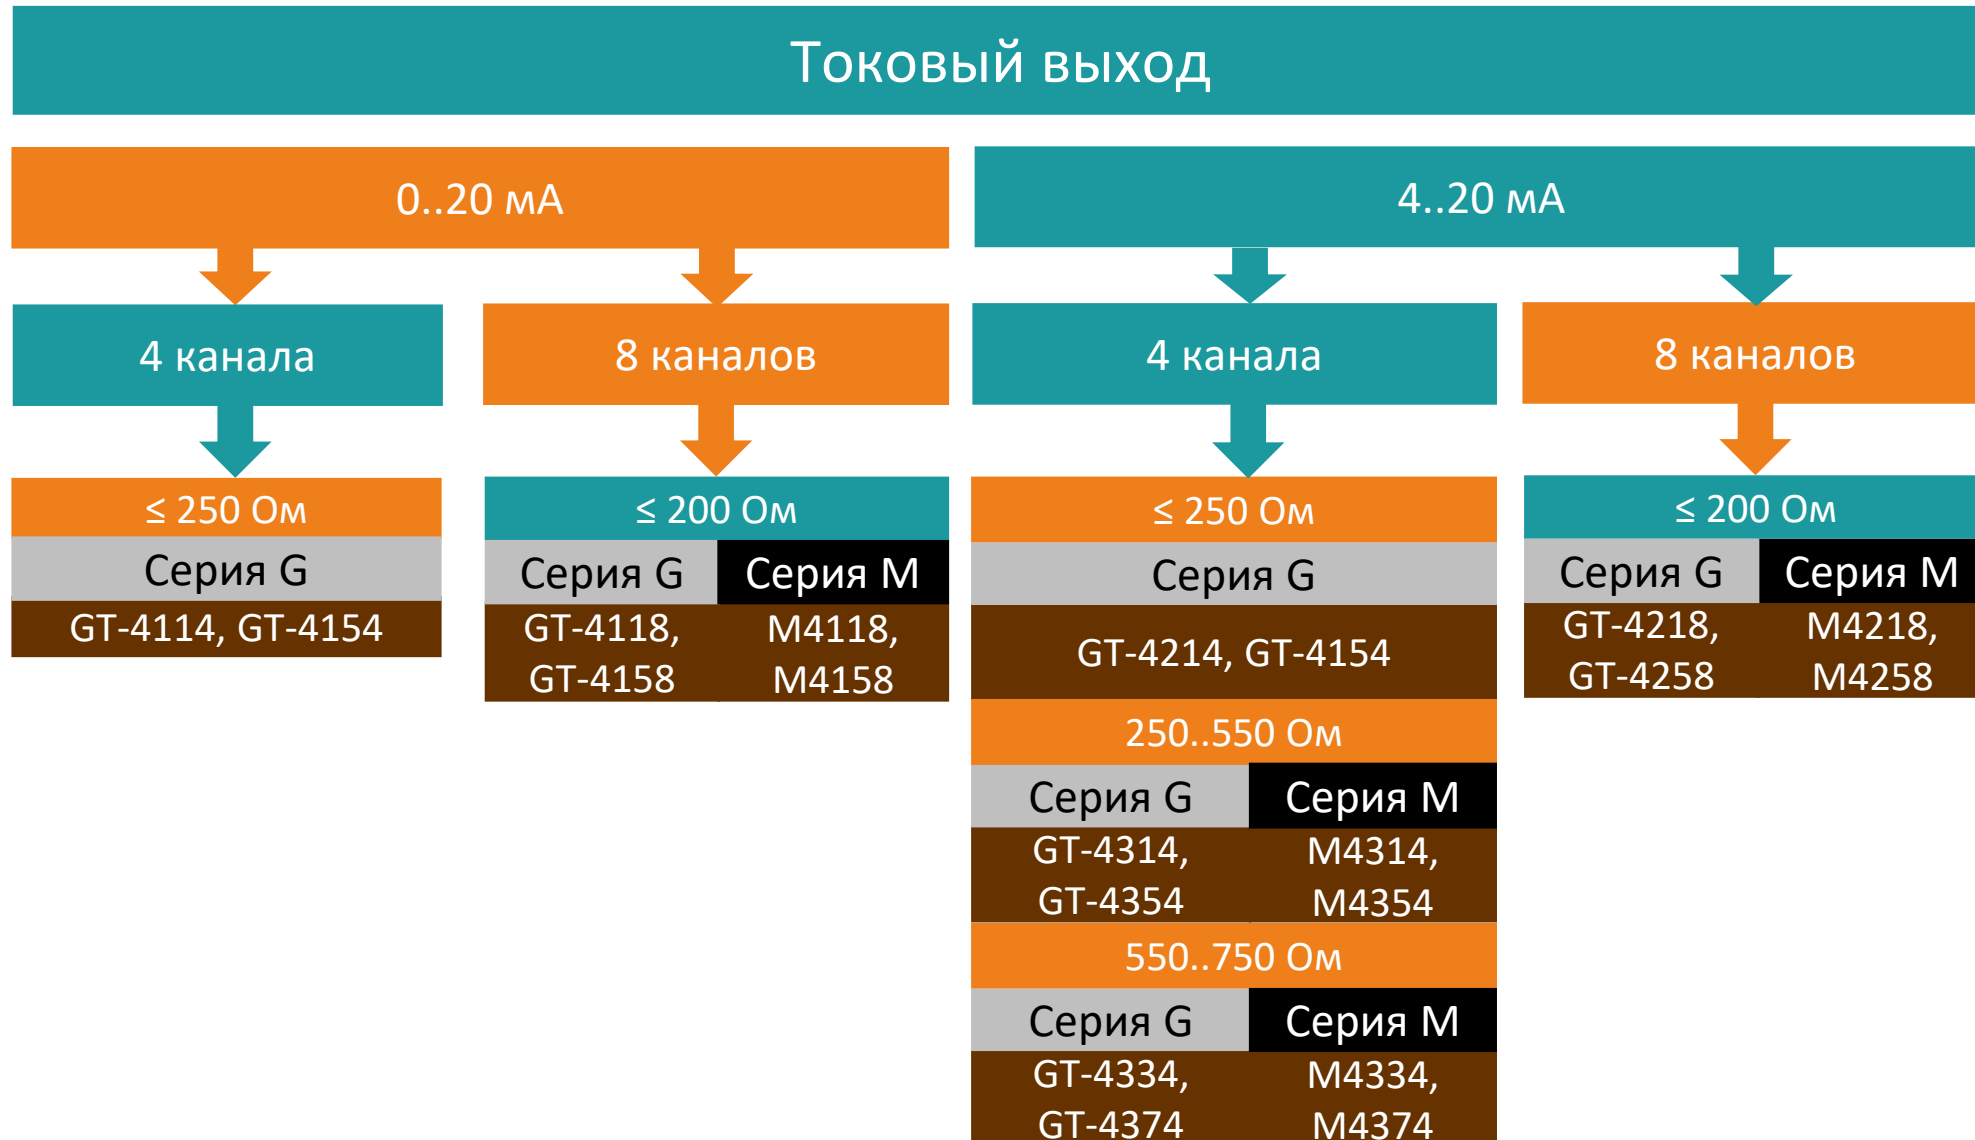 Токовый выход
0..20 мА
4..20 мА
4 канала
8 каналов
4 канала
8 каналов
≤ 250 Ом
Серия G
GT-4114, GT-4154
≤ 200 Ом
Серия G
Серия M
GT-4118,
GT-4158
M4118,
M4158
≤ 250 Ом
Серия G
GT-4214, GT-4154
250..550 Ом
Серия G
Серия M
GT-4314,
GT-4354
M4314,
M4354
550..750 Ом
Серия G
Серия M
GT-4334,
GT-4374
M4334,
M4374
≤ 200 Ом
Серия G
Серия M
GT-4218,
GT-4258
M4218,
M4258